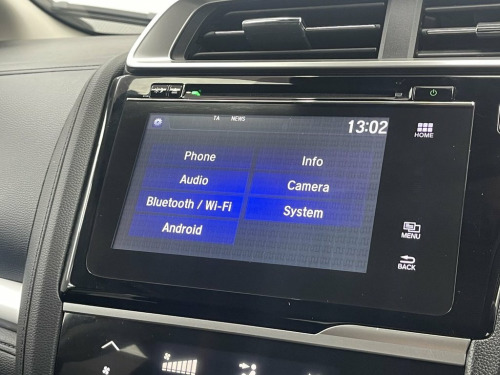 TA NEWS
13:02
HOME
Phone
Info
Audio
Camera
Bluetooth / Wi-Fi
System
Android
MENU
BACK